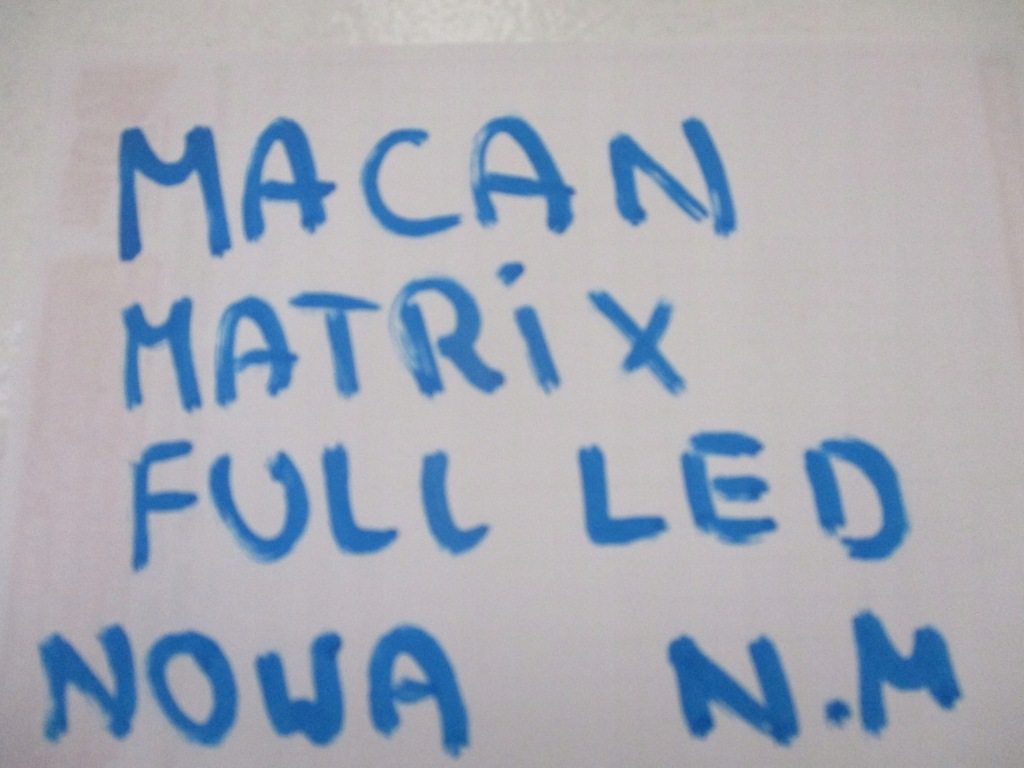 MACAN
MATRiX
FULL LED
NOWA N.M